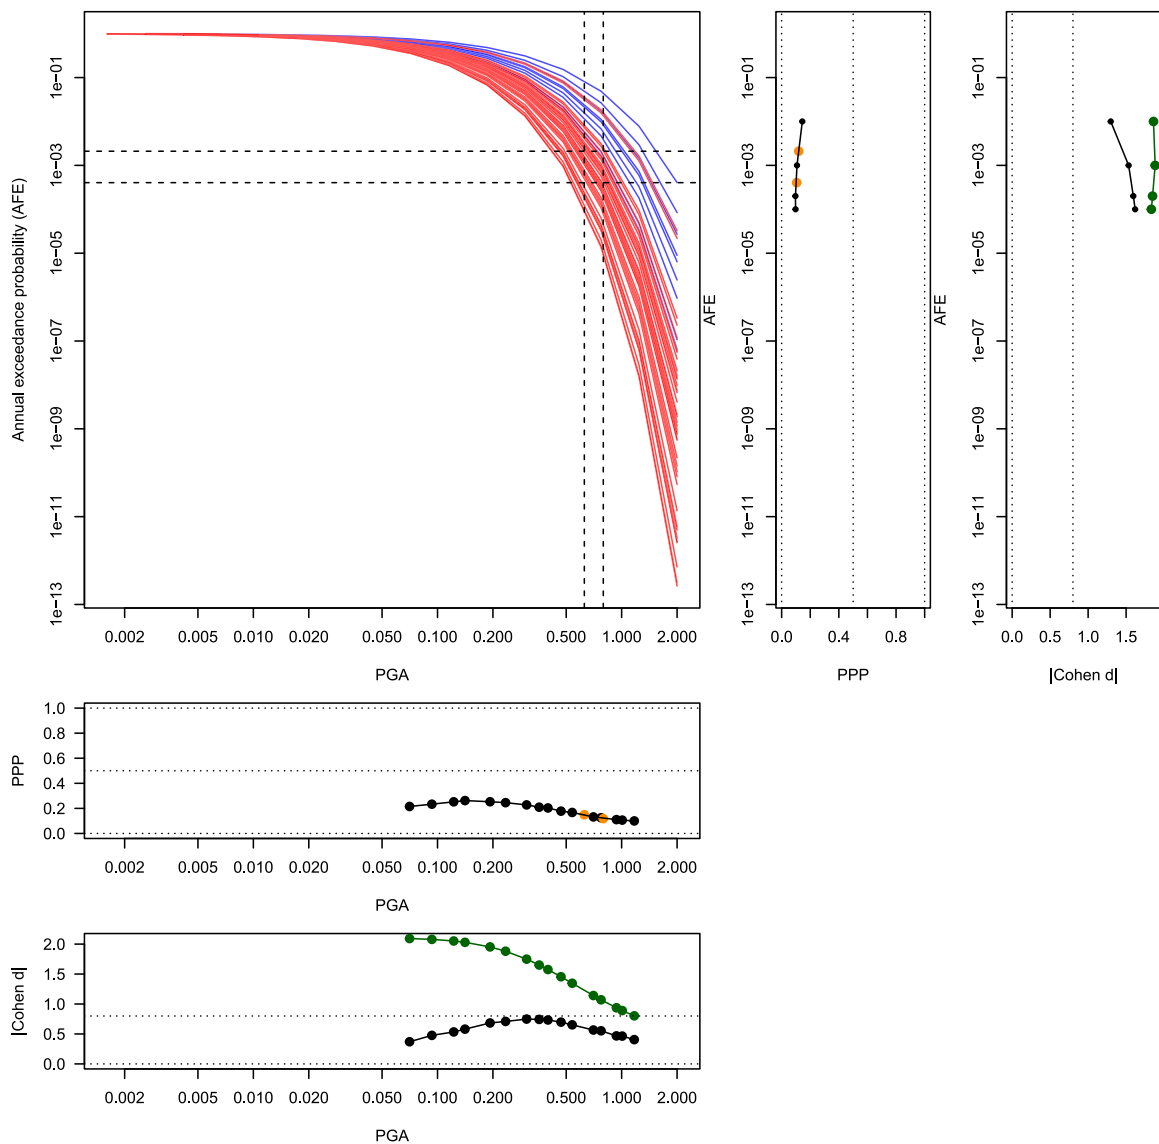 Annual exceedance probability (AFE)
1e−01
1e−03
1e−05
1e−07
1e−09
1e−11
1e−13
0.002 0.005 0.010 0.020 0.050 0.100 0.200 0.500 1.000 2.000
PGA
AFE
1e−01
1e−03
1e−05
1e−07
1e−09
1e−11
1e−13
0.0 0.4 0.8
PPP
AFE
1e−01
1e−03
1e−05
1e−07
1e−09
1e−11
1e−13
0.0 0.5 1.0 1.5
|Cohen d|
PPP
1.0
0.8
0.6
0.4
0.2
0.0
0.002 0.005 0.010 0.020 0.050 0.100 0.200 0.500 1.000 2.000
PGA
|Cohen d|
2.0
1.5
1.0
0.5
0.0
0.002 0.005 0.010 0.020 0.050 0.100 0.200 0.500 1.000 2.000
PGA